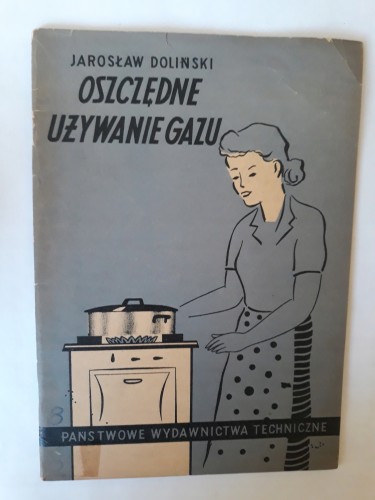 JAROSŁAW DOLIŃSKI
OSZCZĘDNE
UŻYWANIE GAZU
PAŃSTWOWE WYDAWNICTWA TECHNICZNE